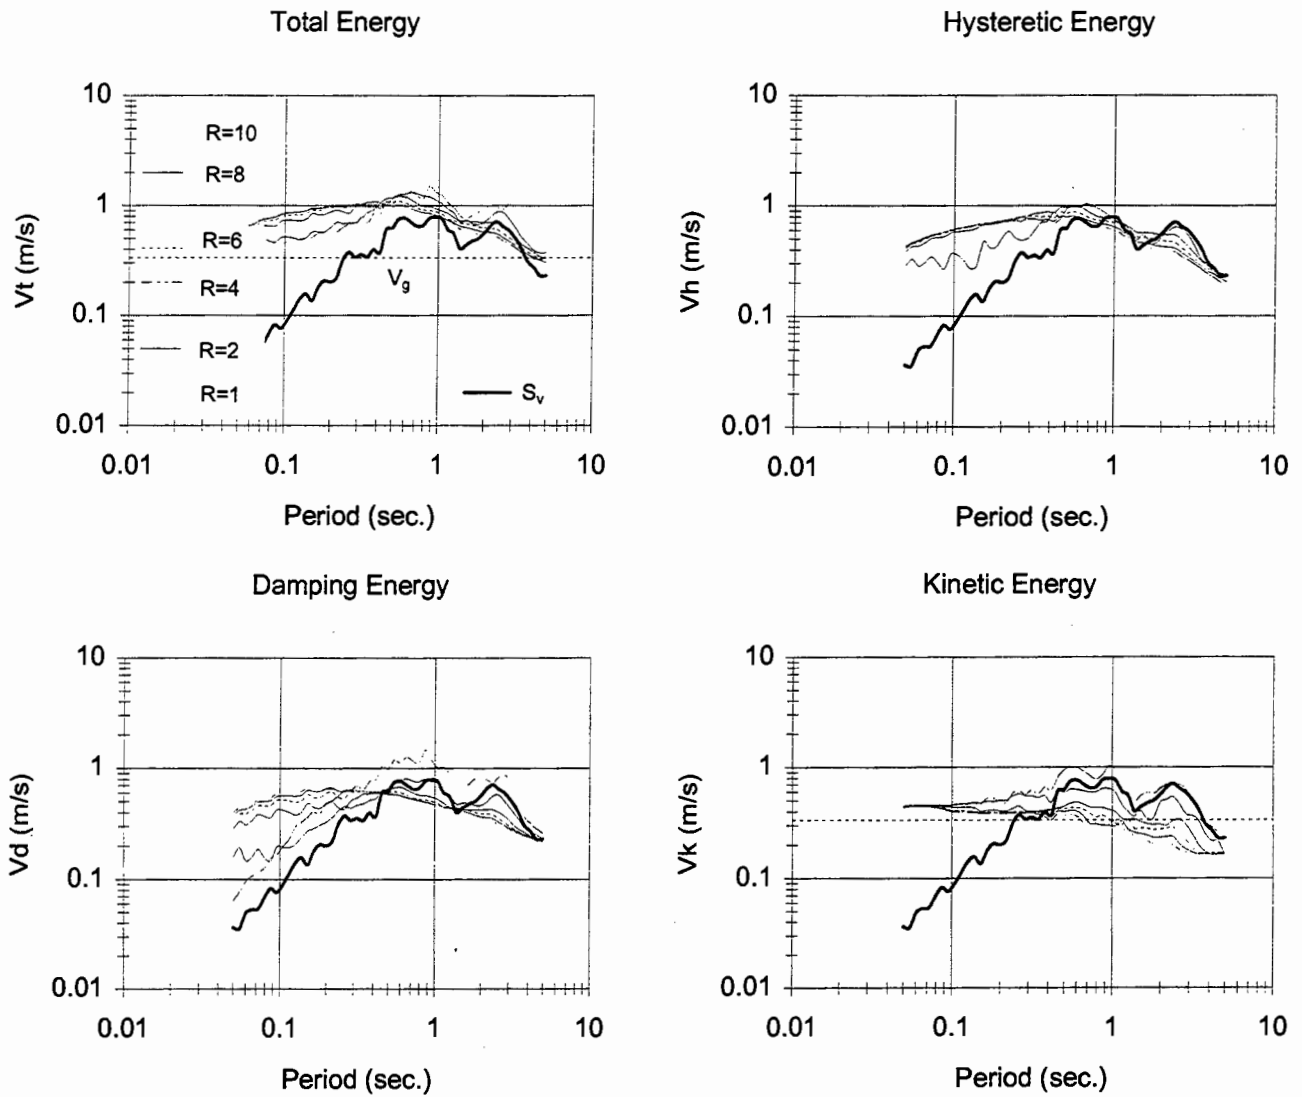 Total Energy
10
1
0.1
0.01
Vt (m/s)
R=10
R=8
R=6
R=4
R=2
R=1
Vg
Sv
0.01 0.1 1 10
Period (sec.)
Hysteretic Energy
10
1
0.1
0.01
Vh (m/s)
0.01 0.1 1 10
Period (sec.)
Damping Energy
10
1
0.1
0.01
Vd (m/s)
0.01 0.1 1 10
Period (sec.)
Kinetic Energy
10
1
0.1
0.01
Vk (m/s)
0.01 0.1 1 10
Period (sec.)